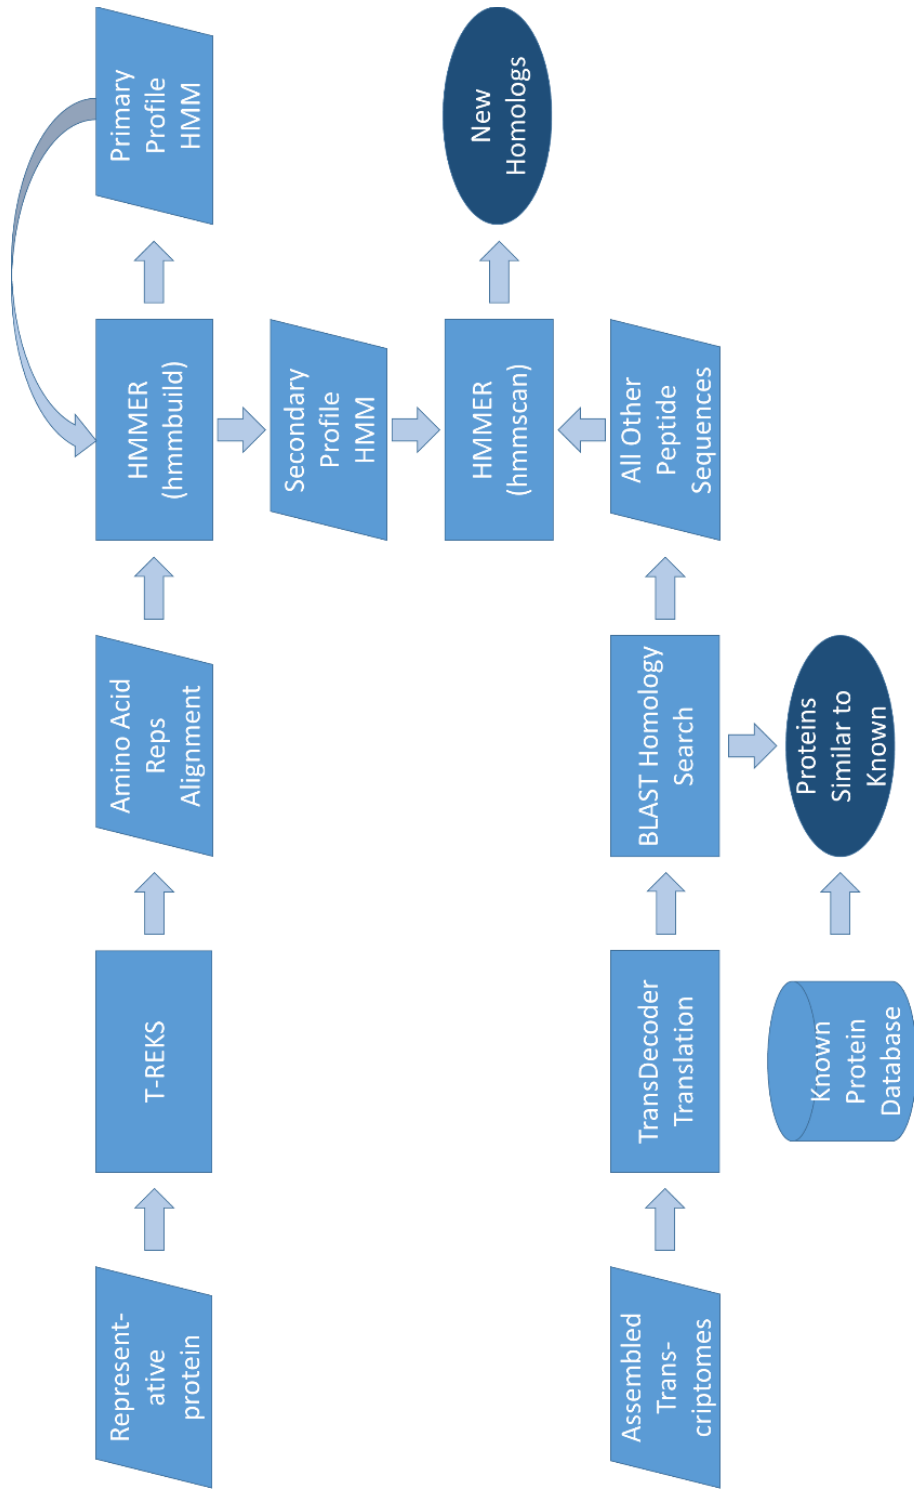 Represent-
ative
protein
T-REKS
Amino Acid
Reps
Alignment
HMMER
(hmmbuild)
Primary
Profile
HMM
Secondary
Profile
HMM
HMMER
(hmmscan)
New
Homologs
Assembled
Trans-
criptomes
TransDecoder
Translation
BLAST Homology
Search
All Other
Peptide
Sequences
Known
Protein
Database
Proteins
Similar to
Known